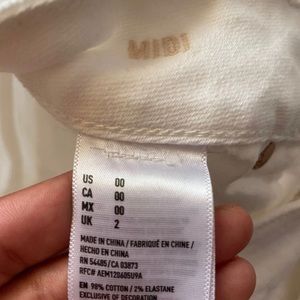 MIDI
US 00
CA 00
MX 00
UK 2
MADE IN CHINA / FABRIQUÉ EN CHINE /
HECHO EN CHINA
RN 54485/CA 03873
RFC# AEM120605U9A
EN: 98% COTTON / 2% ELASTANE
EXCLUSIVE OF DECORATION